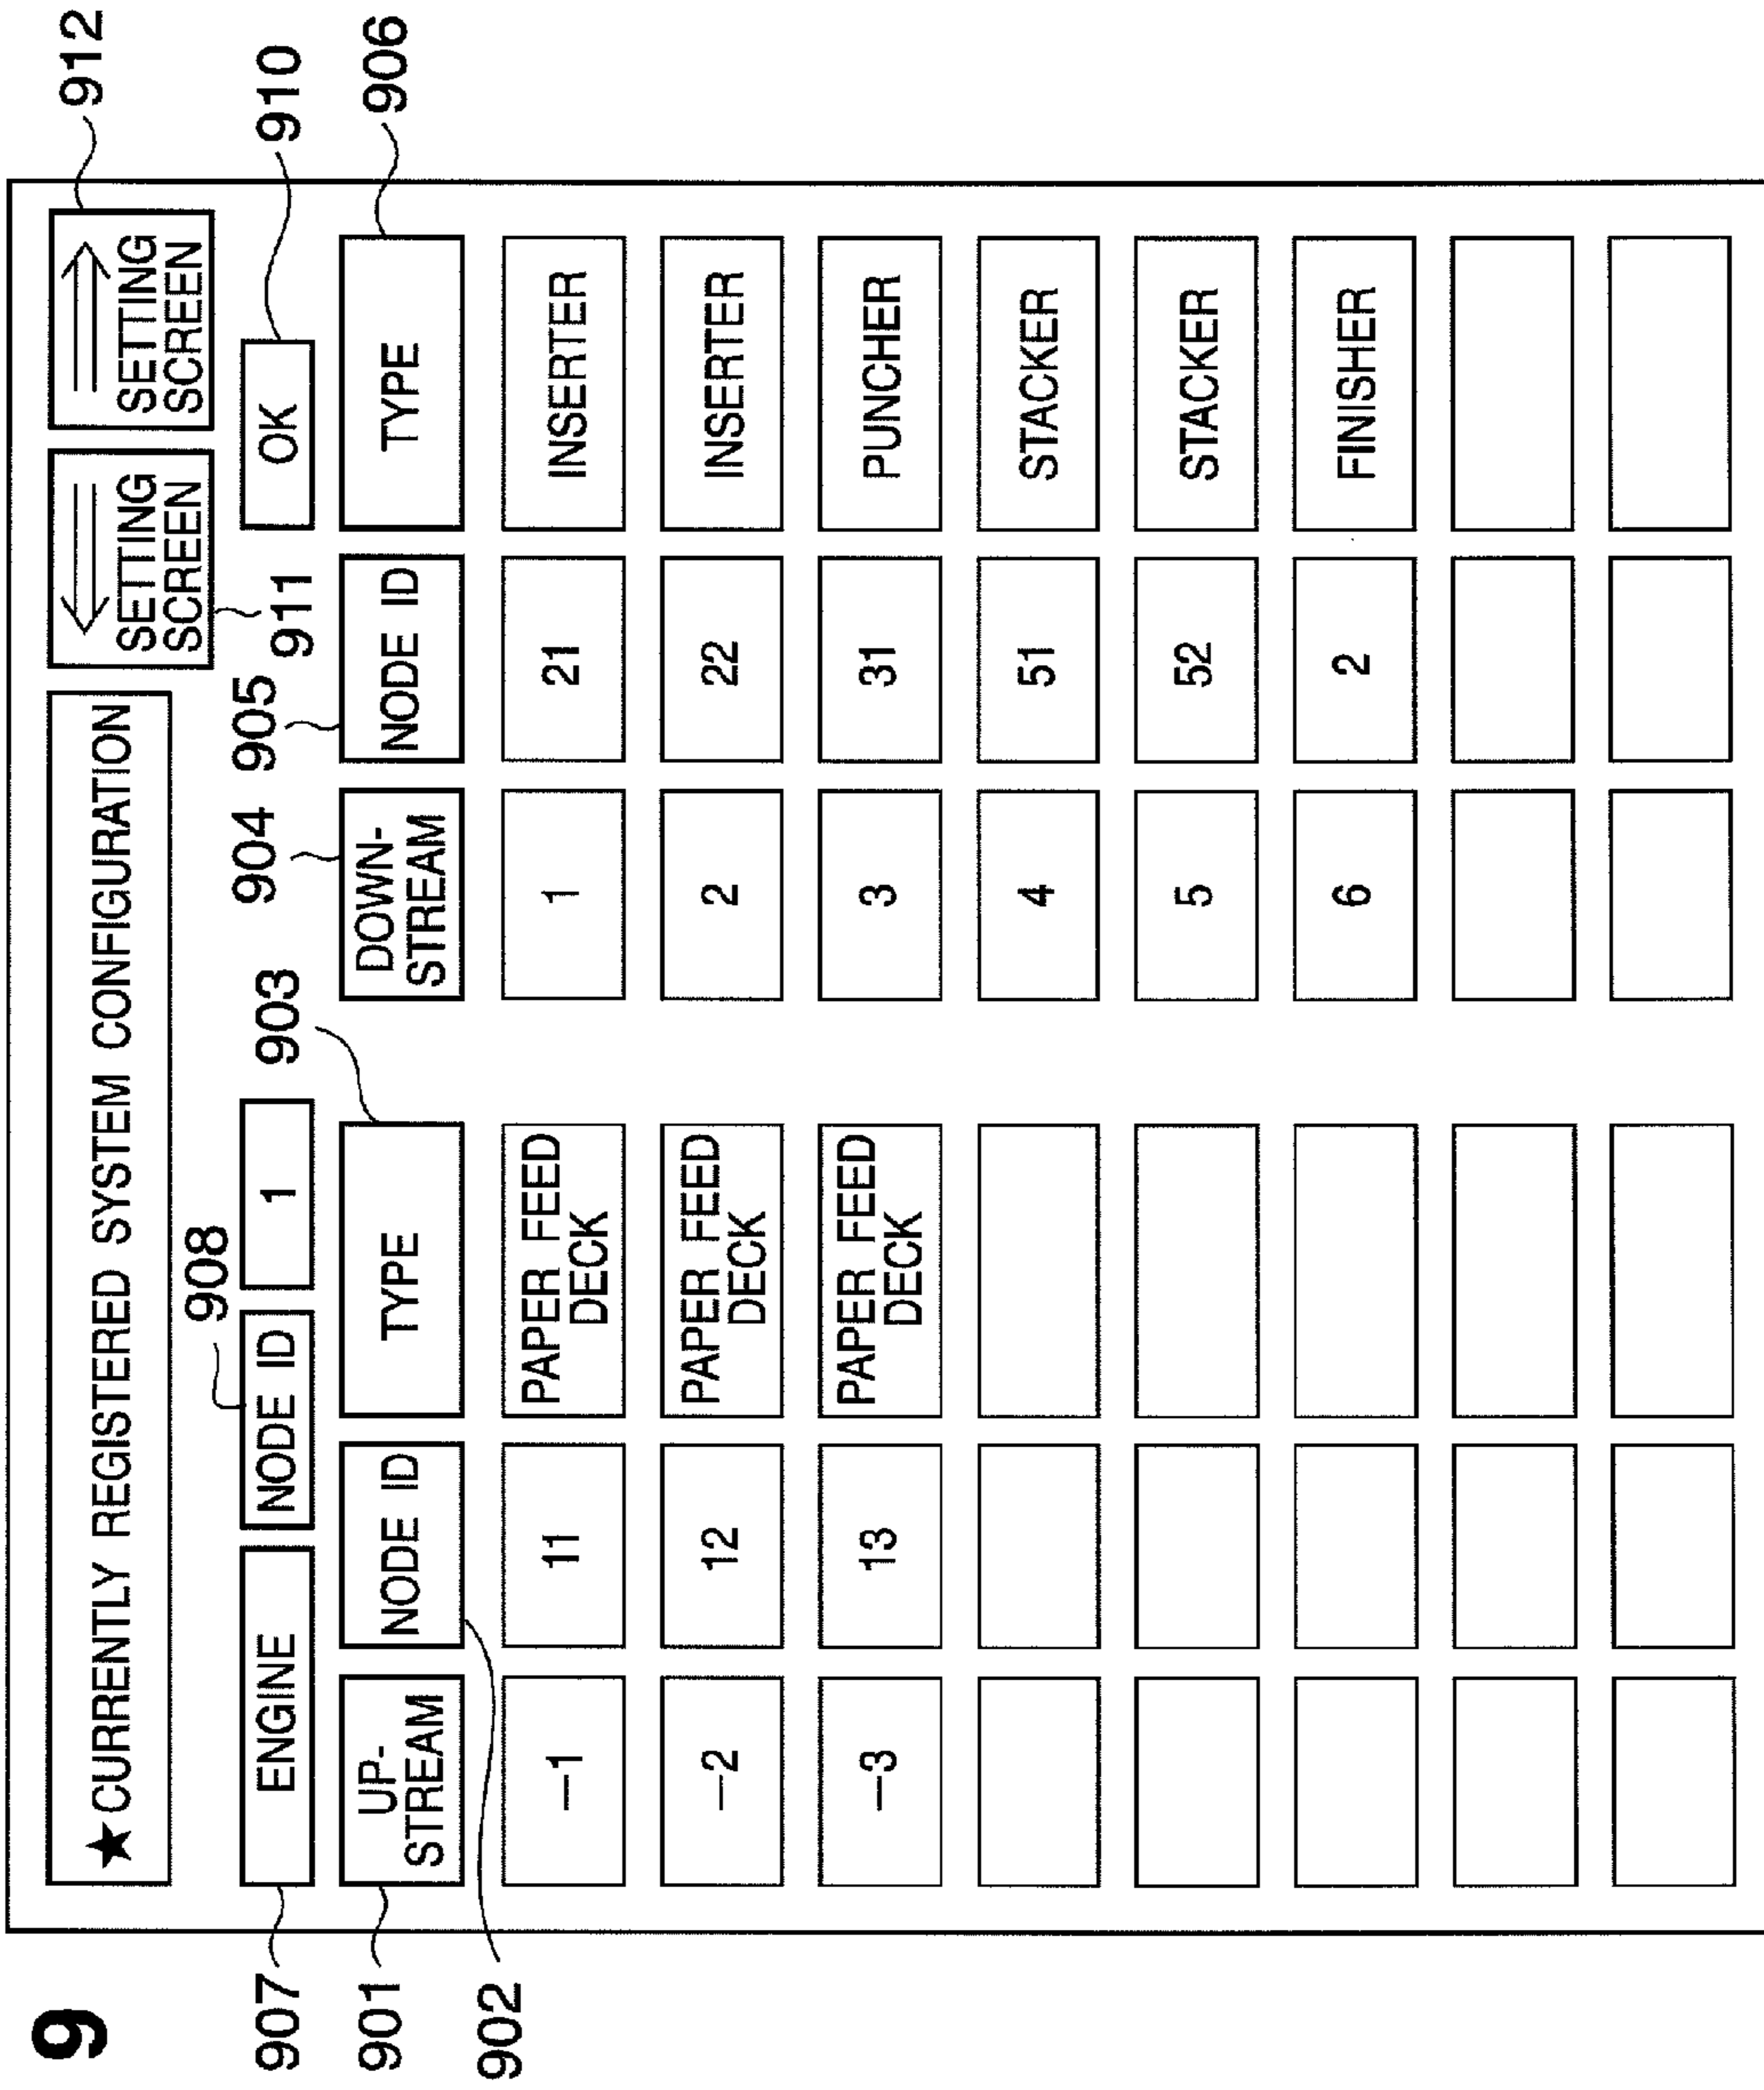 9
912
910
906
★ CURRENTLY REGISTERED SYSTEM CONFIGURATION
SETTING
SCREEN
SETTING
SCREEN
911
908
907
ENGINE
NODE ID
1
903
904
905
OK
901
902
UP-
STREAM
NODE ID
TYPE
DOWN-
STREAM
NODE ID
TYPE
–1
11
PAPER FEED
DECK
1
21
INSERTER
–2
12
PAPER FEED
DECK
2
22
INSERTER
–3
13
PAPER FEED
DECK
3
31
PUNCHER
4
51
STACKER
5
52
STACKER
6
2
FINISHER